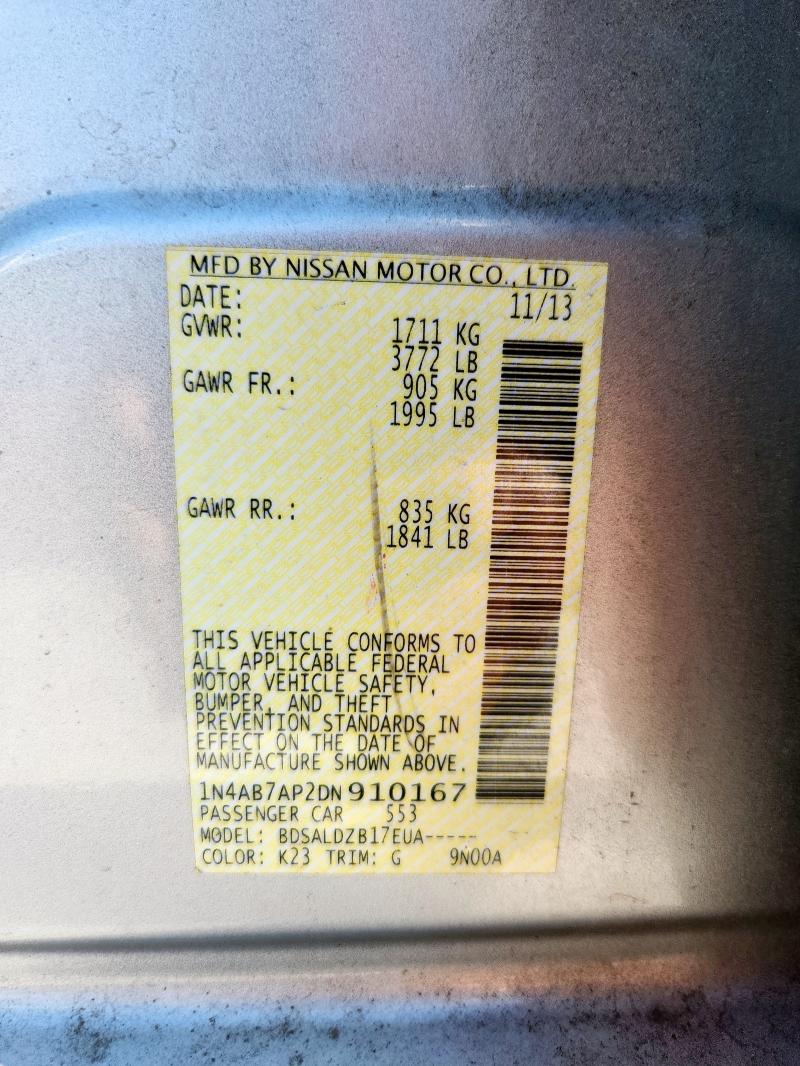 MFD BY NISSAN MOTOR CO., LTD.
DATE: 11/13
GVWR: 1711 KG
3772 LB
GAWR FR.: 905 KG
1995 LB
GAWR RR.: 835 KG
1841 LB
THIS VEHICLE CONFORMS TO
ALL APPLICABLE FEDERAL
MOTOR VEHICLE SAFETY,
BUMPER, AND THEFT
PREVENTION STANDARDS IN
EFFECT ON THE DATE OF
MANUFACTURE SHOWN ABOVE.
1N4AB7AP2DN910167
PASSENGER CAR 553
MODEL: BDSALDZB17EUA-----
COLOR: K23 TRIM: G 9N00A